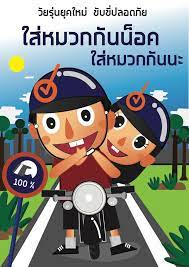 วัยรุ่นยุคใหม่ ขับขี่ปลอดภัย
ใส่หมวกกันน็อค
ใส่หมวกกันนะ
100 %